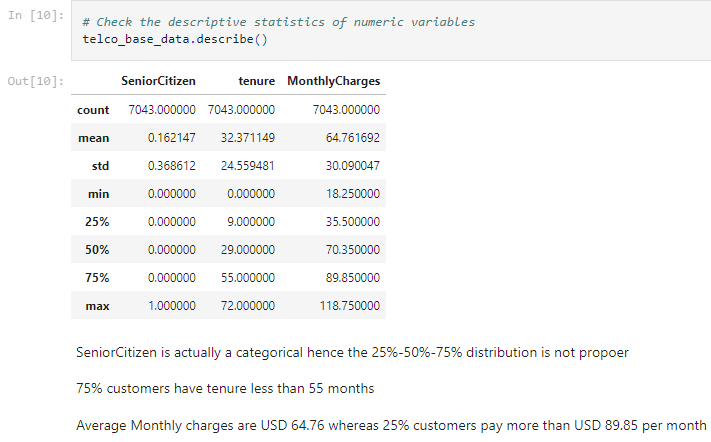 In [10]:
# Check the descriptive statistics of numeric variables
telco_base_data.describe()
Out[10]:
SeniorCitizen tenure MonthlyCharges
count 7043.000000 7043.000000 7043.000000
mean 0.162147 32.371149 64.761692
std 0.368612 24.559481 30.090047
min 0.000000 0.000000 18.250000
25% 0.000000 9.000000 35.500000
50% 0.000000 29.000000 70.350000
75% 0.000000 55.000000 89.850000
max 1.000000 72.000000 118.750000
SeniorCitizen is actually a categorical hence the 25%-50%-75% distribution is not propoer
75% customers have tenure less than 55 months
Average Monthly charges are USD 64.76 whereas 25% customers pay more than USD 89.85 per month